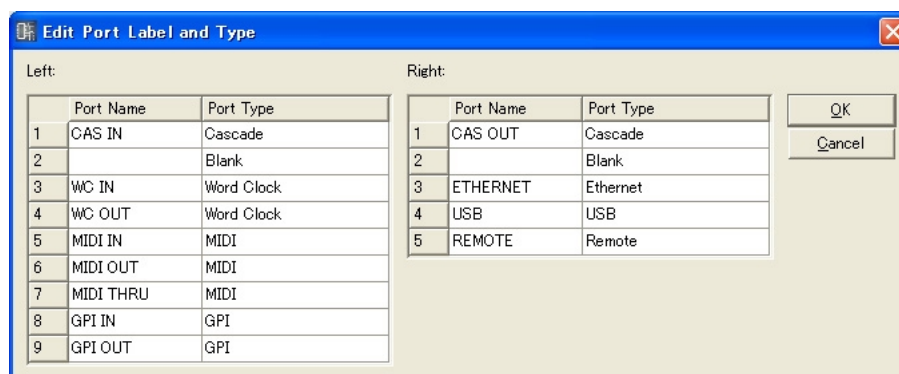 Edit Port Label and Type
Left:
Port Name Port Type
1 CAS IN Cascade
2 Blank
3 WC IN Word Clock
4 WC OUT Word Clock
5 MIDI IN MIDI
6 MIDI OUT MIDI
7 MIDI THRU MIDI
8 GPI IN GPI
9 GPI OUT GPI
Right:
Port Name Port Type
1 CAS OUT Cascade
2 Blank
3 ETHERNET Ethernet
4 USB USB
5 REMOTE Remote
OK
Cancel